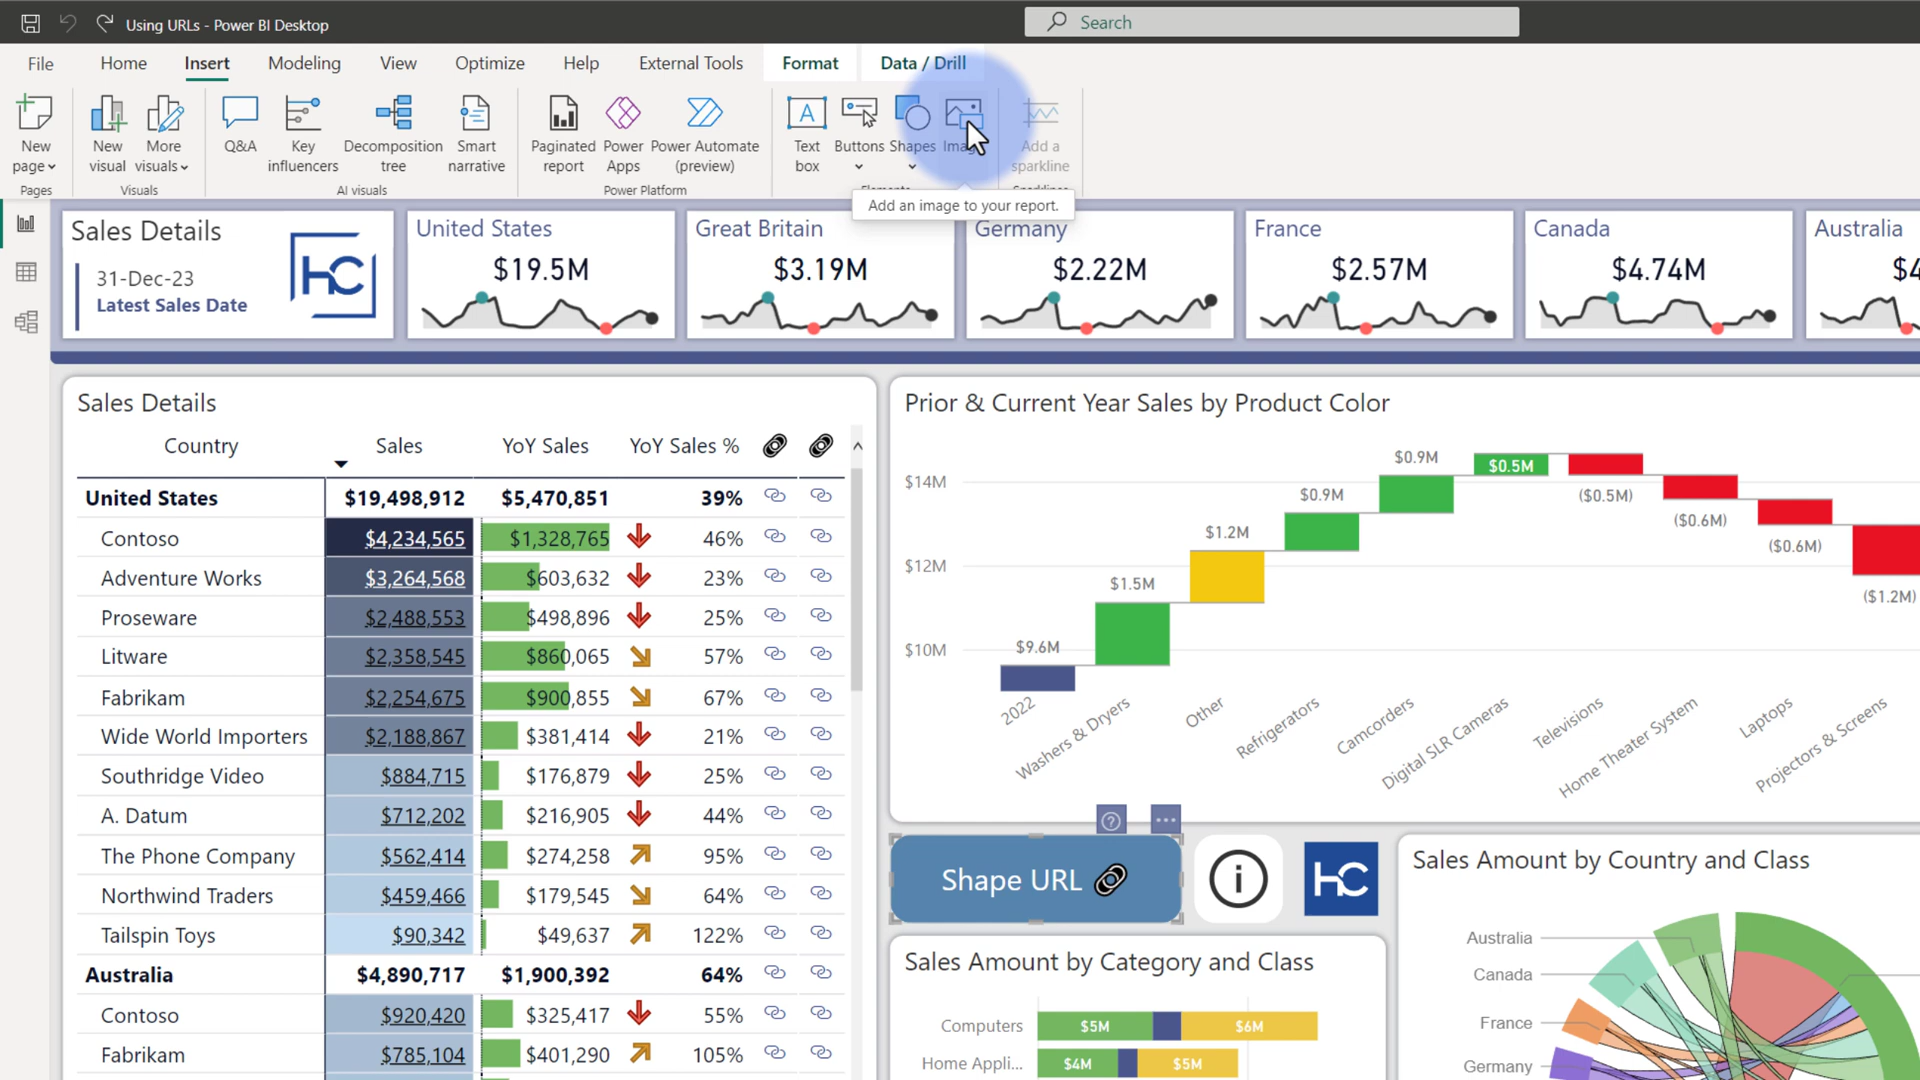 Using URLs - Power BI Desktop
Search
File Home Insert Modeling View Optimize Help External Tools Format Data / Drill
New page
New visual
More visuals
Q&A
Key influencers
Decomposition tree
Smart narrative
Paginated report
Power Apps
Power Automate (preview)
Text box
Buttons
Shapes
Add a sparkline
Pages
Visuals
AI visuals
Power Platform
Add an image to your report.
Sales Details
31-Dec-23
Latest Sales Date
HC
United States
$19.5M
Great Britain
$3.19M
Germany
$2.22M
France
$2.57M
Canada
$4.74M
Australia
Sales Details
Country Sales YoY Sales YoY Sales %
United States $19,498,912 $5,470,851 39%
Contoso $4,234,565 $1,328,765 46%
Adventure Works $3,264,568 $603,632 23%
Proseware $2,488,553 $498,896 25%
Litware $2,358,545 $860,065 57%
Fabrikam $2,254,675 $900,855 67%
Wide World Importers $2,188,867 $381,414 21%
Southridge Video $884,715 $176,879 25%
A. Datum $712,202 $216,905 44%
The Phone Company $562,414 $274,258 95%
Northwind Traders $459,466 $179,545 64%
Tailspin Toys $90,342 $49,637 122%
Australia $4,890,717 $1,900,392 64%
Contoso $920,420 $325,417 55%
Fabrikam $785,104 $401,290 105%
Prior & Current Year Sales by Product Color
$14M
$12M
$10M
$9.6M
$1.5M
$1.2M
$0.9M
$0.9M
$0.5M
($0.5M)
($0.6M)
($0.6M)
($1.2M)
2022
Washers & Dryers
Other
Refrigerators
Camcorders
Digital SLR Cameras
Televisions
Home Theater System
Laptops
Projectors & Screens
Shape URL
HC
Sales Amount by Category and Class
Computers $5M $6M
Home Appli... $4M $5M
Sales Amount by Country and Class
Australia
Canada
France
Germany